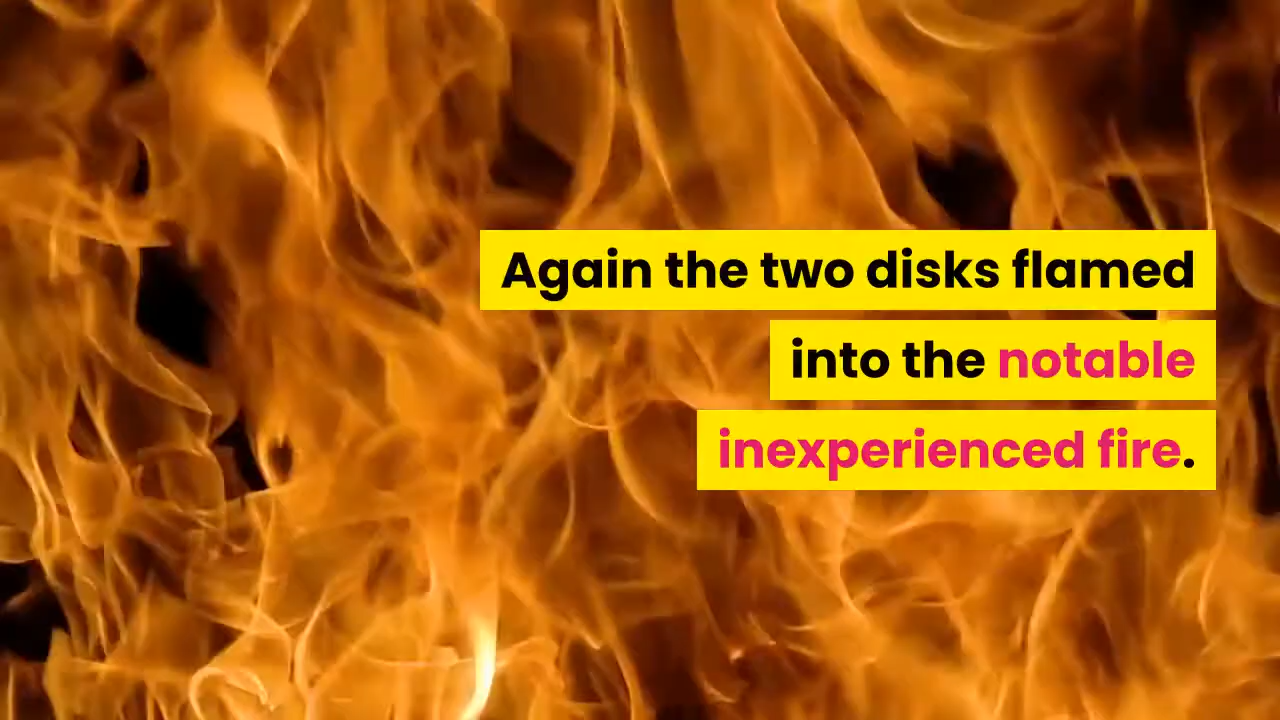 Again the two disks flamed
into the notable
inexperienced fire.